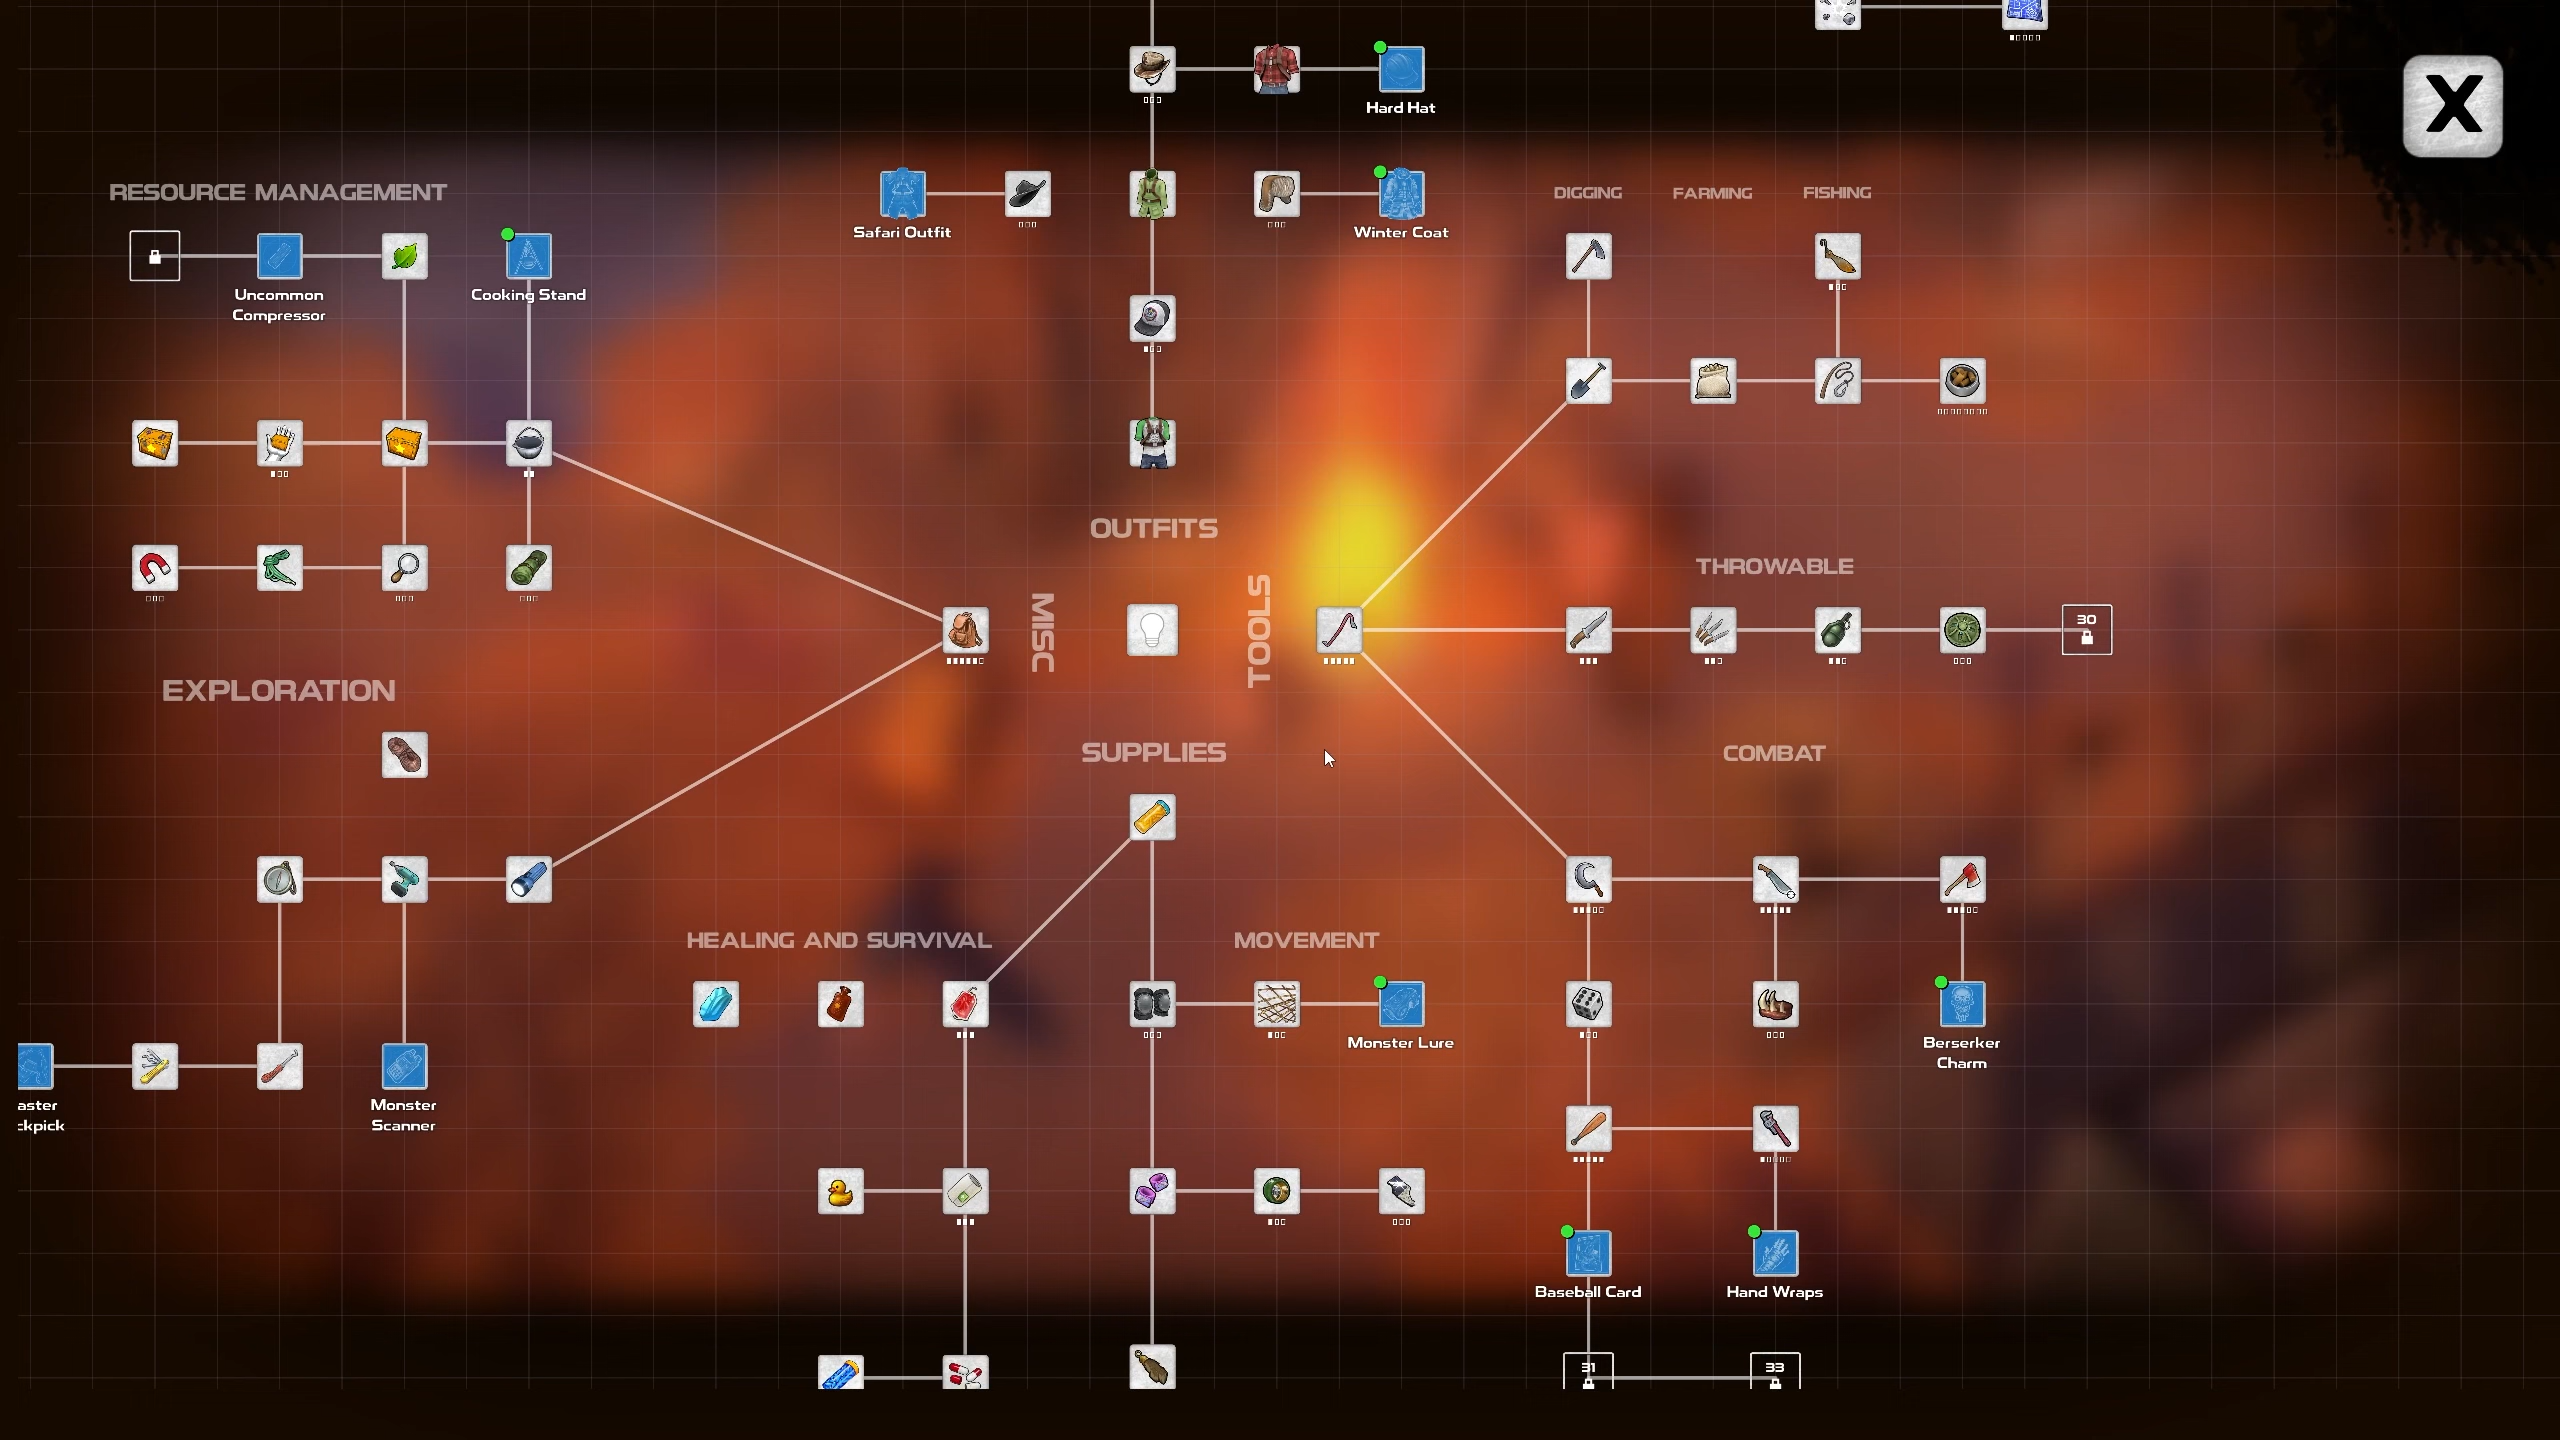 Hard Hat
X
RESOURCE MANAGEMENT
DIGGING
FARMING
FISHING
Safari Outfit
Winter Coat
Uncommon
Compressor
Cooking Stand
OUTFITS
MISC
TOOLS
THROWABLE
30
EXPLORATION
SUPPLIES
COMBAT
HEALING AND SURVIVAL
MOVEMENT
Monster Lure
Berserker
Charm
aster
ckpick
Monster
Scanner
Baseball Card
Hand Wraps
31
33